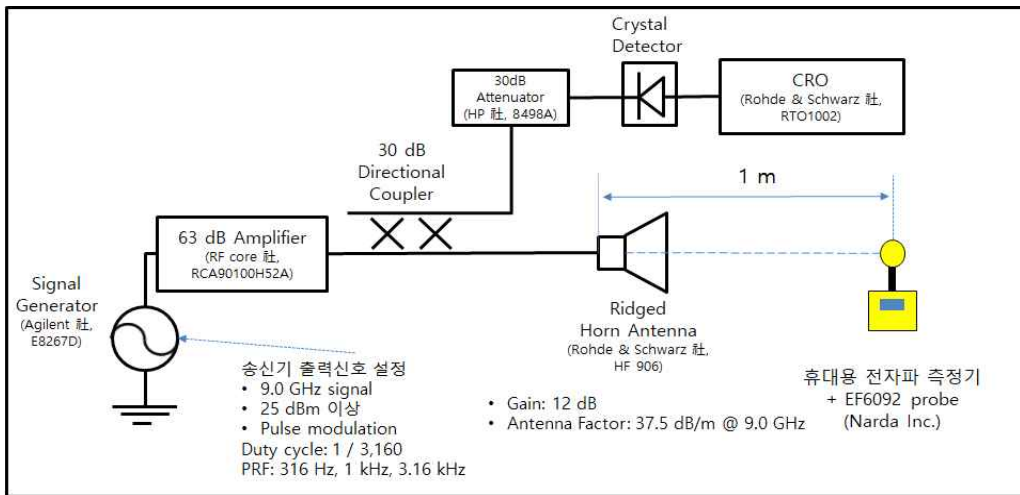 Crystal
Detector
30dB
Attenuator
(HP 社, 8498A)
CRO
(Rohde & Schwarz 社,
RTO1002)
30 dB
Directional
Coupler
1 m
63 dB Amplifier
(RF core 社,
RCA90100H52A)
Signal
Generator
(Agilent 社,
E8267D)
Ridged
Horn Antenna
(Rohde & Schwarz 社,
HF 906)
송신기 출력신호 설정
• 9.0 GHz signal
• 25 dBm 이상
• Pulse modulation
Duty cycle: 1 / 3,160
PRF: 316 Hz, 1 kHz, 3.16 kHz
• Gain: 12 dB
• Antenna Factor: 37.5 dB/m @ 9.0 GHz
휴대용 전자파 측정기
+ EF6092 probe
(Narda Inc.)